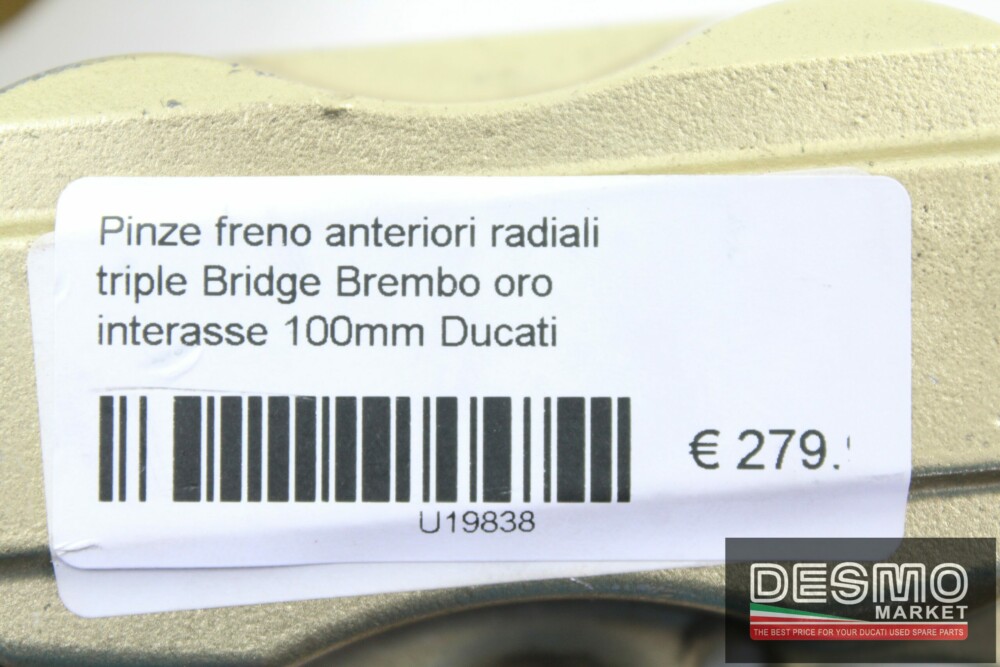 Pinze freno anteriori radiali
triple Bridge Brembo oro
interasse 100mm Ducati
€ 279.
U19838
DESMO
MARKET
THE BEST PRICE FOR YOUR DUCATI USED SPARE PARTS